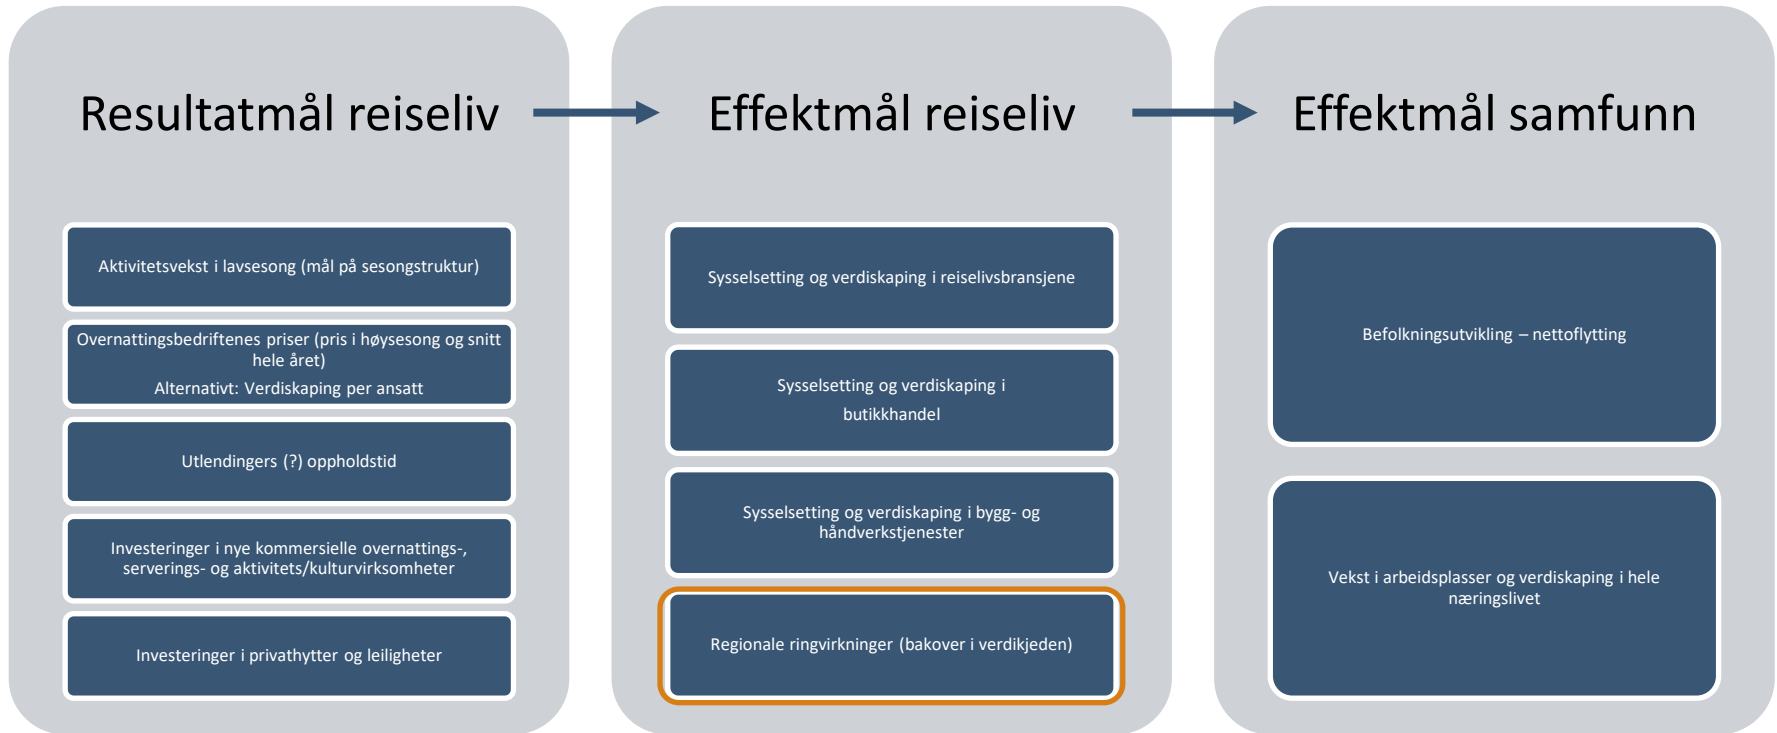 Resultatmål reiseliv
Aktivitetsvekst i lavsesong (mål på sesongstruktur)
Overnattingsbedriftenes priser (pris i høysesong og snitt
hele året)
Alternativt: Verdiskaping per ansatt
Utlendingers (?) oppholdstid
Investeringer i nye kommersielle overnattings-,
serverings- og aktivitets/kulturvirksomheter
Investeringer i privathytter og leiligheter
Effektmål reiseliv
Sysselsetting og verdiskaping i reiselivsbransjene
Sysselsetting og verdiskaping i
butikkhandel
Sysselsetting og verdiskaping i bygg- og
håndverkstjenester
Regionale ringvirkninger (bakover i verdikjeden)
Effektmål samfunn
Befolkningsutvikling – nettoflytting
Vekst i arbeidsplasser og verdiskaping i hele
næringslivet